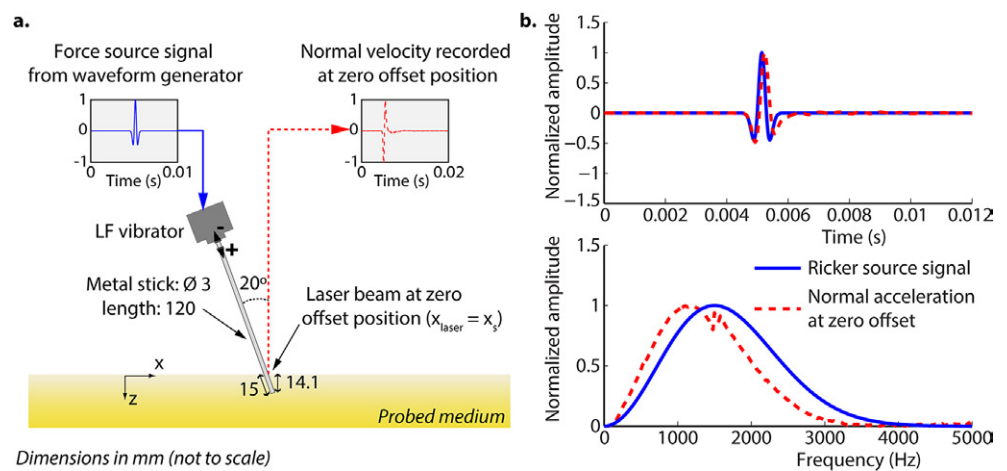 a.
Force source signal
from waveform generator
1
0
-1
0
0.01
Time (s)
Normal velocity recorded
at zero offset position
1
0
-1
0
0.02
Time (s)
LF vibrator
-
+
Metal stick: Ø 3
length: 120
20º
Laser beam at zero
offset position (x_laser = x_s)
x
z
15
14.1
Probed medium
Dimensions in mm (not to scale)
b.
Normalized amplitude
1.5
1
0.5
0
−0.5
−1
−1.5
0 0.002 0.004 0.006 0.008 0.01 0.012
Time (s)
Normalized amplitude
1.5
1
0.5
0
0 1000 2000 3000 4000 5000
Frequency (Hz)
Ricker source signal
Normal acceleration
at zero offset